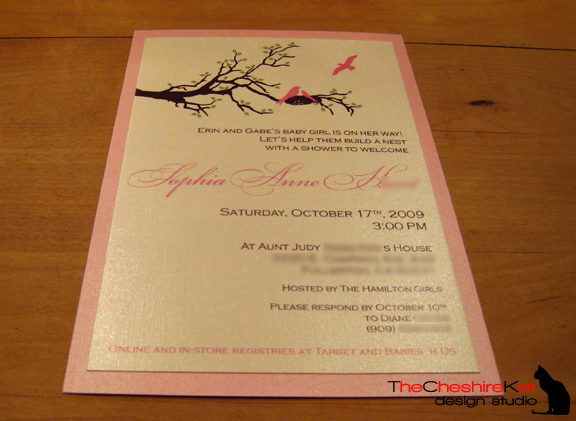 Erin and Gabe's baby girl is on her way!
Let's help them build a nest
with a shower to welcome
Sophia Anne H
Saturday, October 17th, 2009
3:00 PM
At Aunt Judy 's House
Hosted by The Hamilton Girls
Please respond by October 10th
to Diane
(909)
Online and in-store registries at Target and Babies R Us
TheCheshireKat
design studio